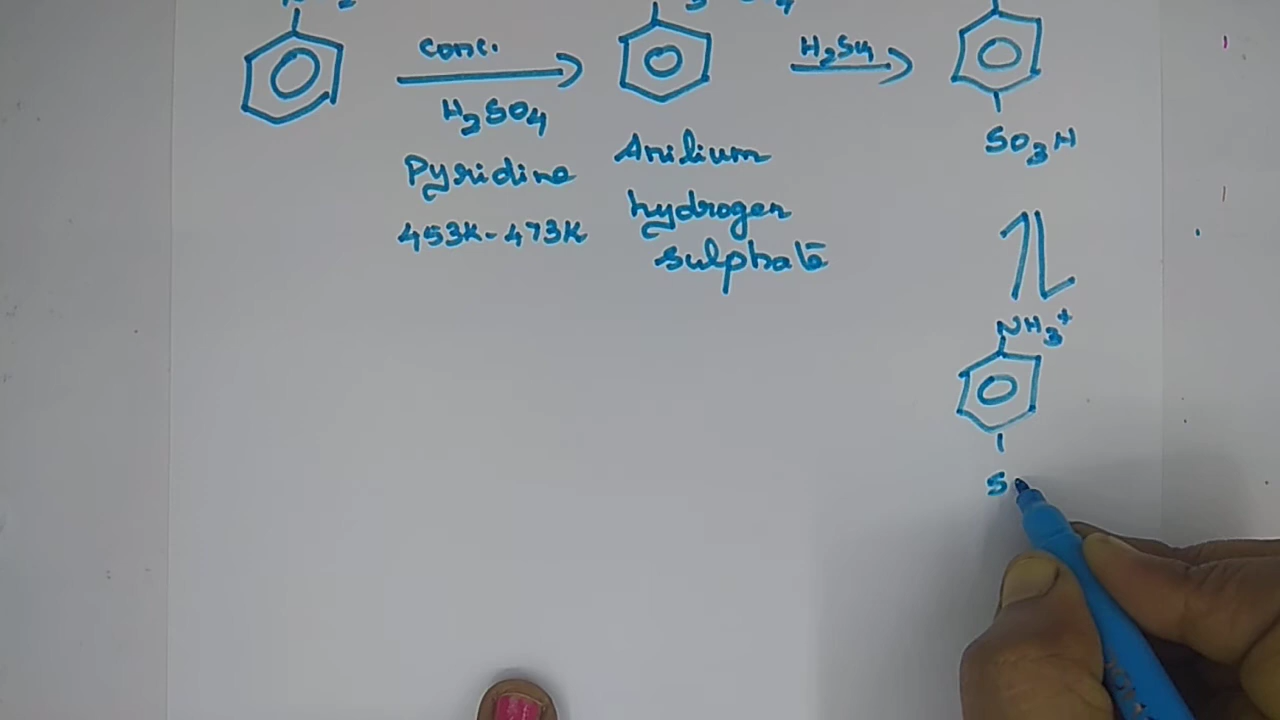 conc.
H2SO4
Pyridine
453K-473K
Anilium
hydrogen
sulphate
H2SO4
SO3H
NH3+
S